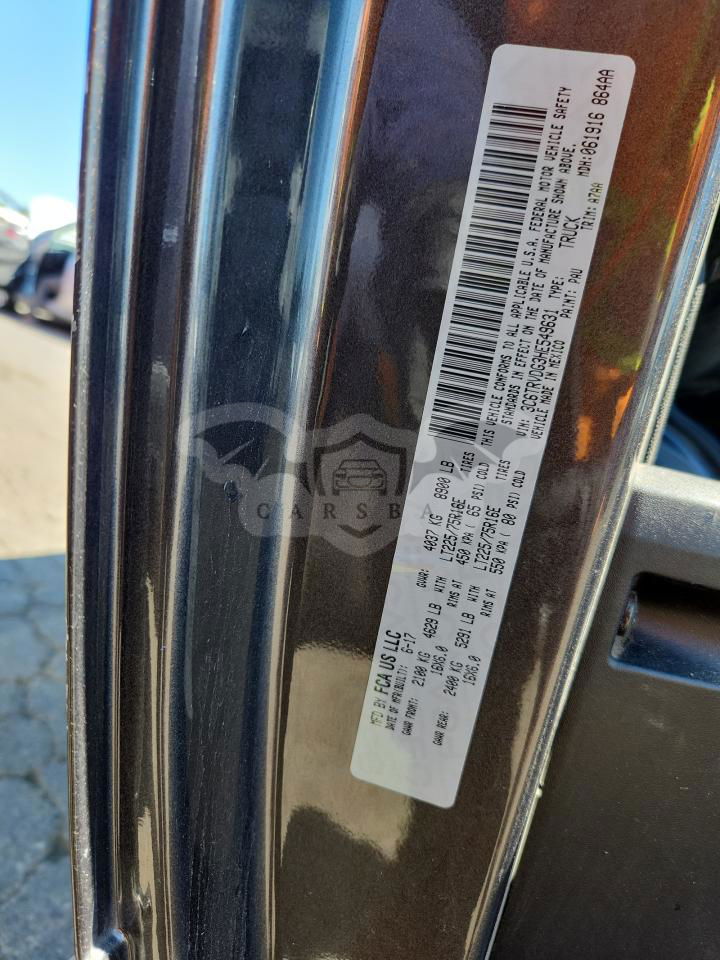 MFD BY FCA US LLC
DATE OF MFR(BUILT): 6-17 GVWR: 4037 KG 8900 LB
GAWR FRONT: 2100 KG 4629 LB WITH LT225/75R16E TIRES
16X6.0 RIMS AT 450 KPA ( 65 PSI) COLD
GAWR REAR: 2400 KG 5291 LB WITH LT225/75R16E TIRES
16X6.0 RIMS AT 550 KPA ( 80 PSI) COLD
THIS VEHICLE CONFORMS TO ALL APPLICABLE U.S.A. FEDERAL MOTOR VEHICLE SAFETY
STANDARDS IN EFFECT ON THE DATE OF MANUFACTURE SHOWN ABOVE.
VIN: 3C6TRVDG3HE549631 TYPE: TRUCK MDH:061916 864AA
VEHICLE MADE IN MEXICO PAINT: PAU TRIM: A7AA
CARSBA